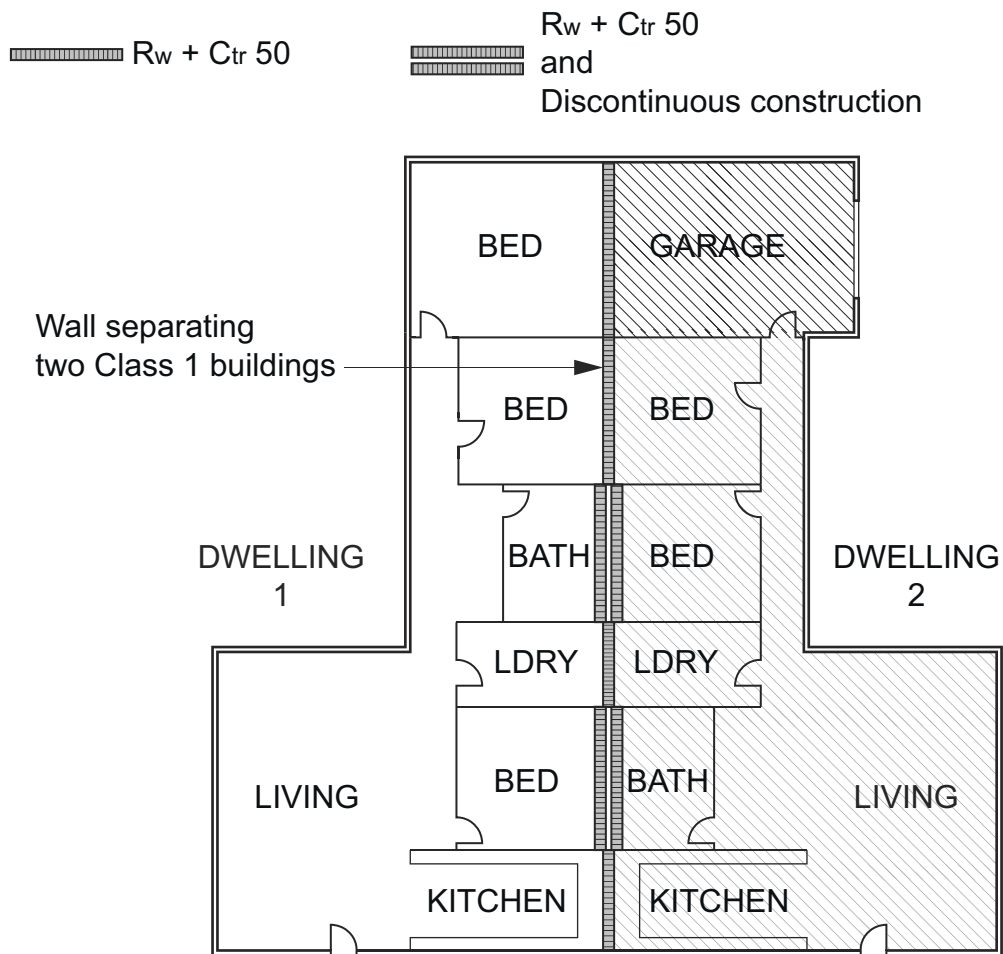 Rw + Ctr 50
Rw + Ctr 50
and
Discontinuous construction
BED
GARAGE
Wall separating
two Class 1 buildings
BED
BED
DWELLING
1
BATH
BED
DWELLING
2
LDRY
LDRY
LIVING
BED
BATH
LIVING
KITCHEN
KITCHEN